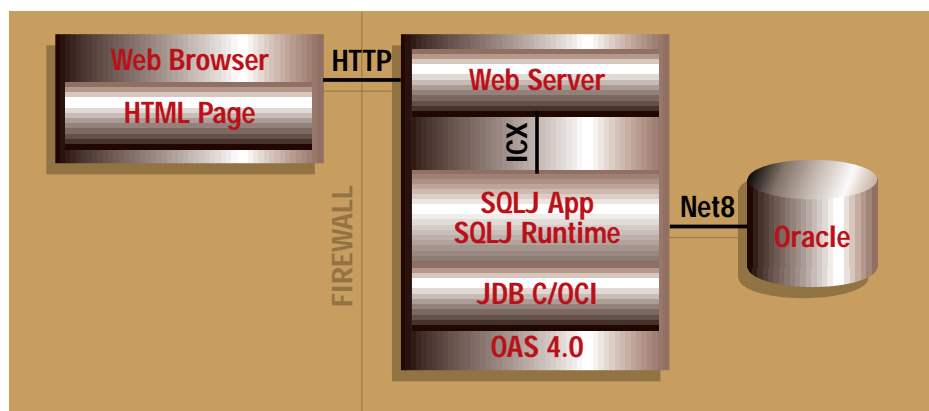 Web Browser
HTML Page
HTTP
FIREWALL
Web Server
ICX
SQLJ App
SQLJ Runtime
JDB C/OCI
OAS 4.0
Net8
Oracle